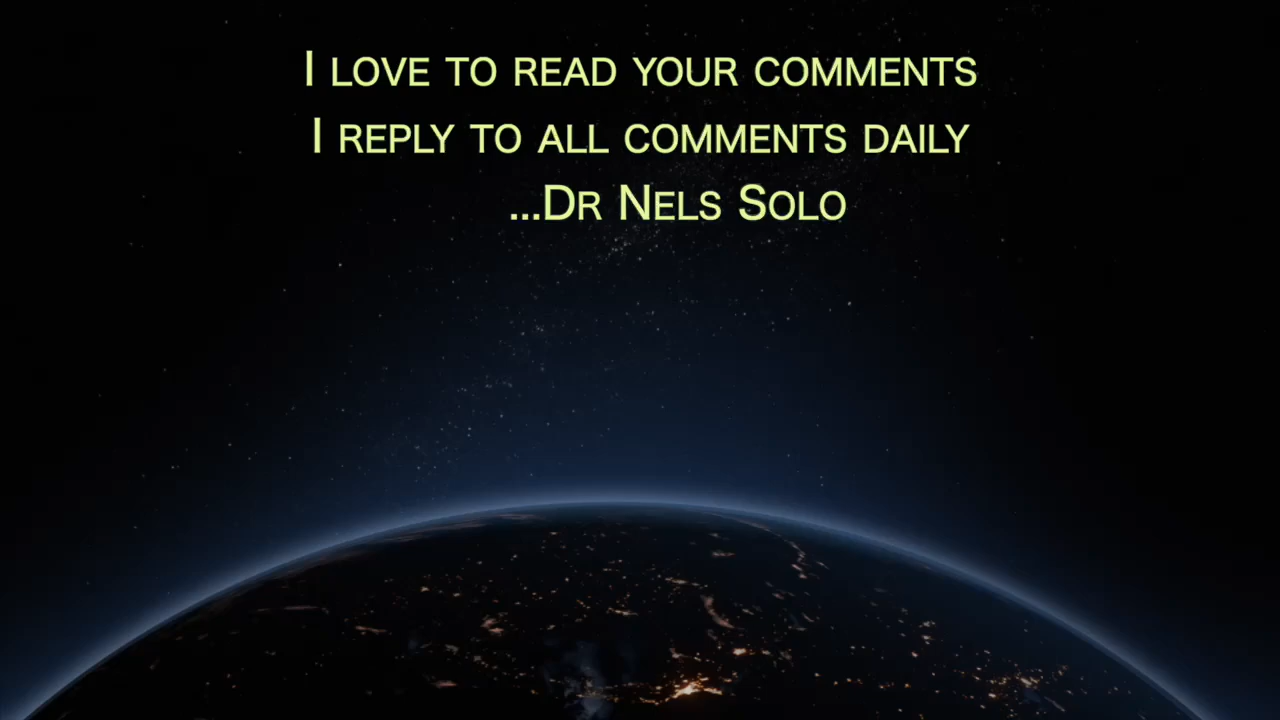 I LOVE TO READ YOUR COMMENTS
I REPLY TO ALL COMMENTS DAILY
...DR NELS SOLO